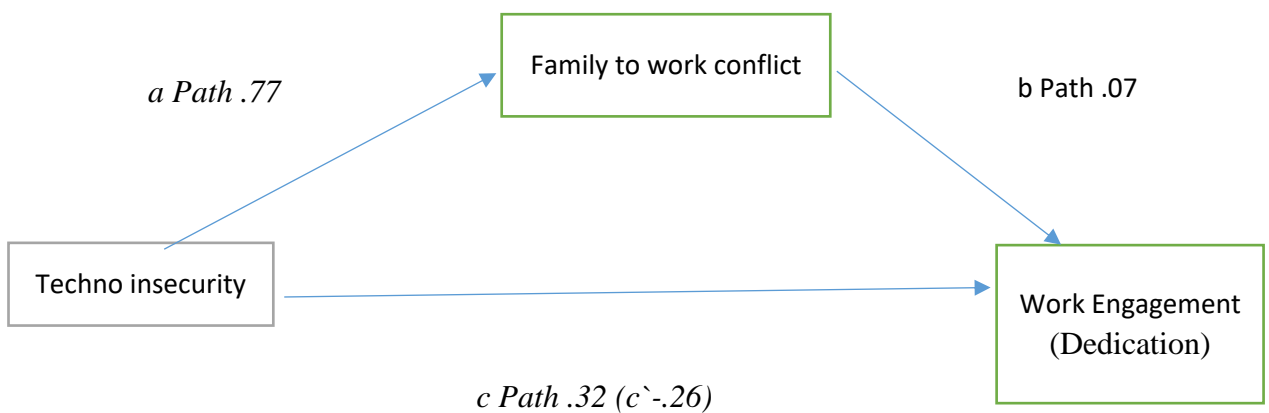 Family to work conflict
a Path .77
b Path .07
Techno insecurity
Work Engagement
(Dedication)
c Path .32 (c`-.26)